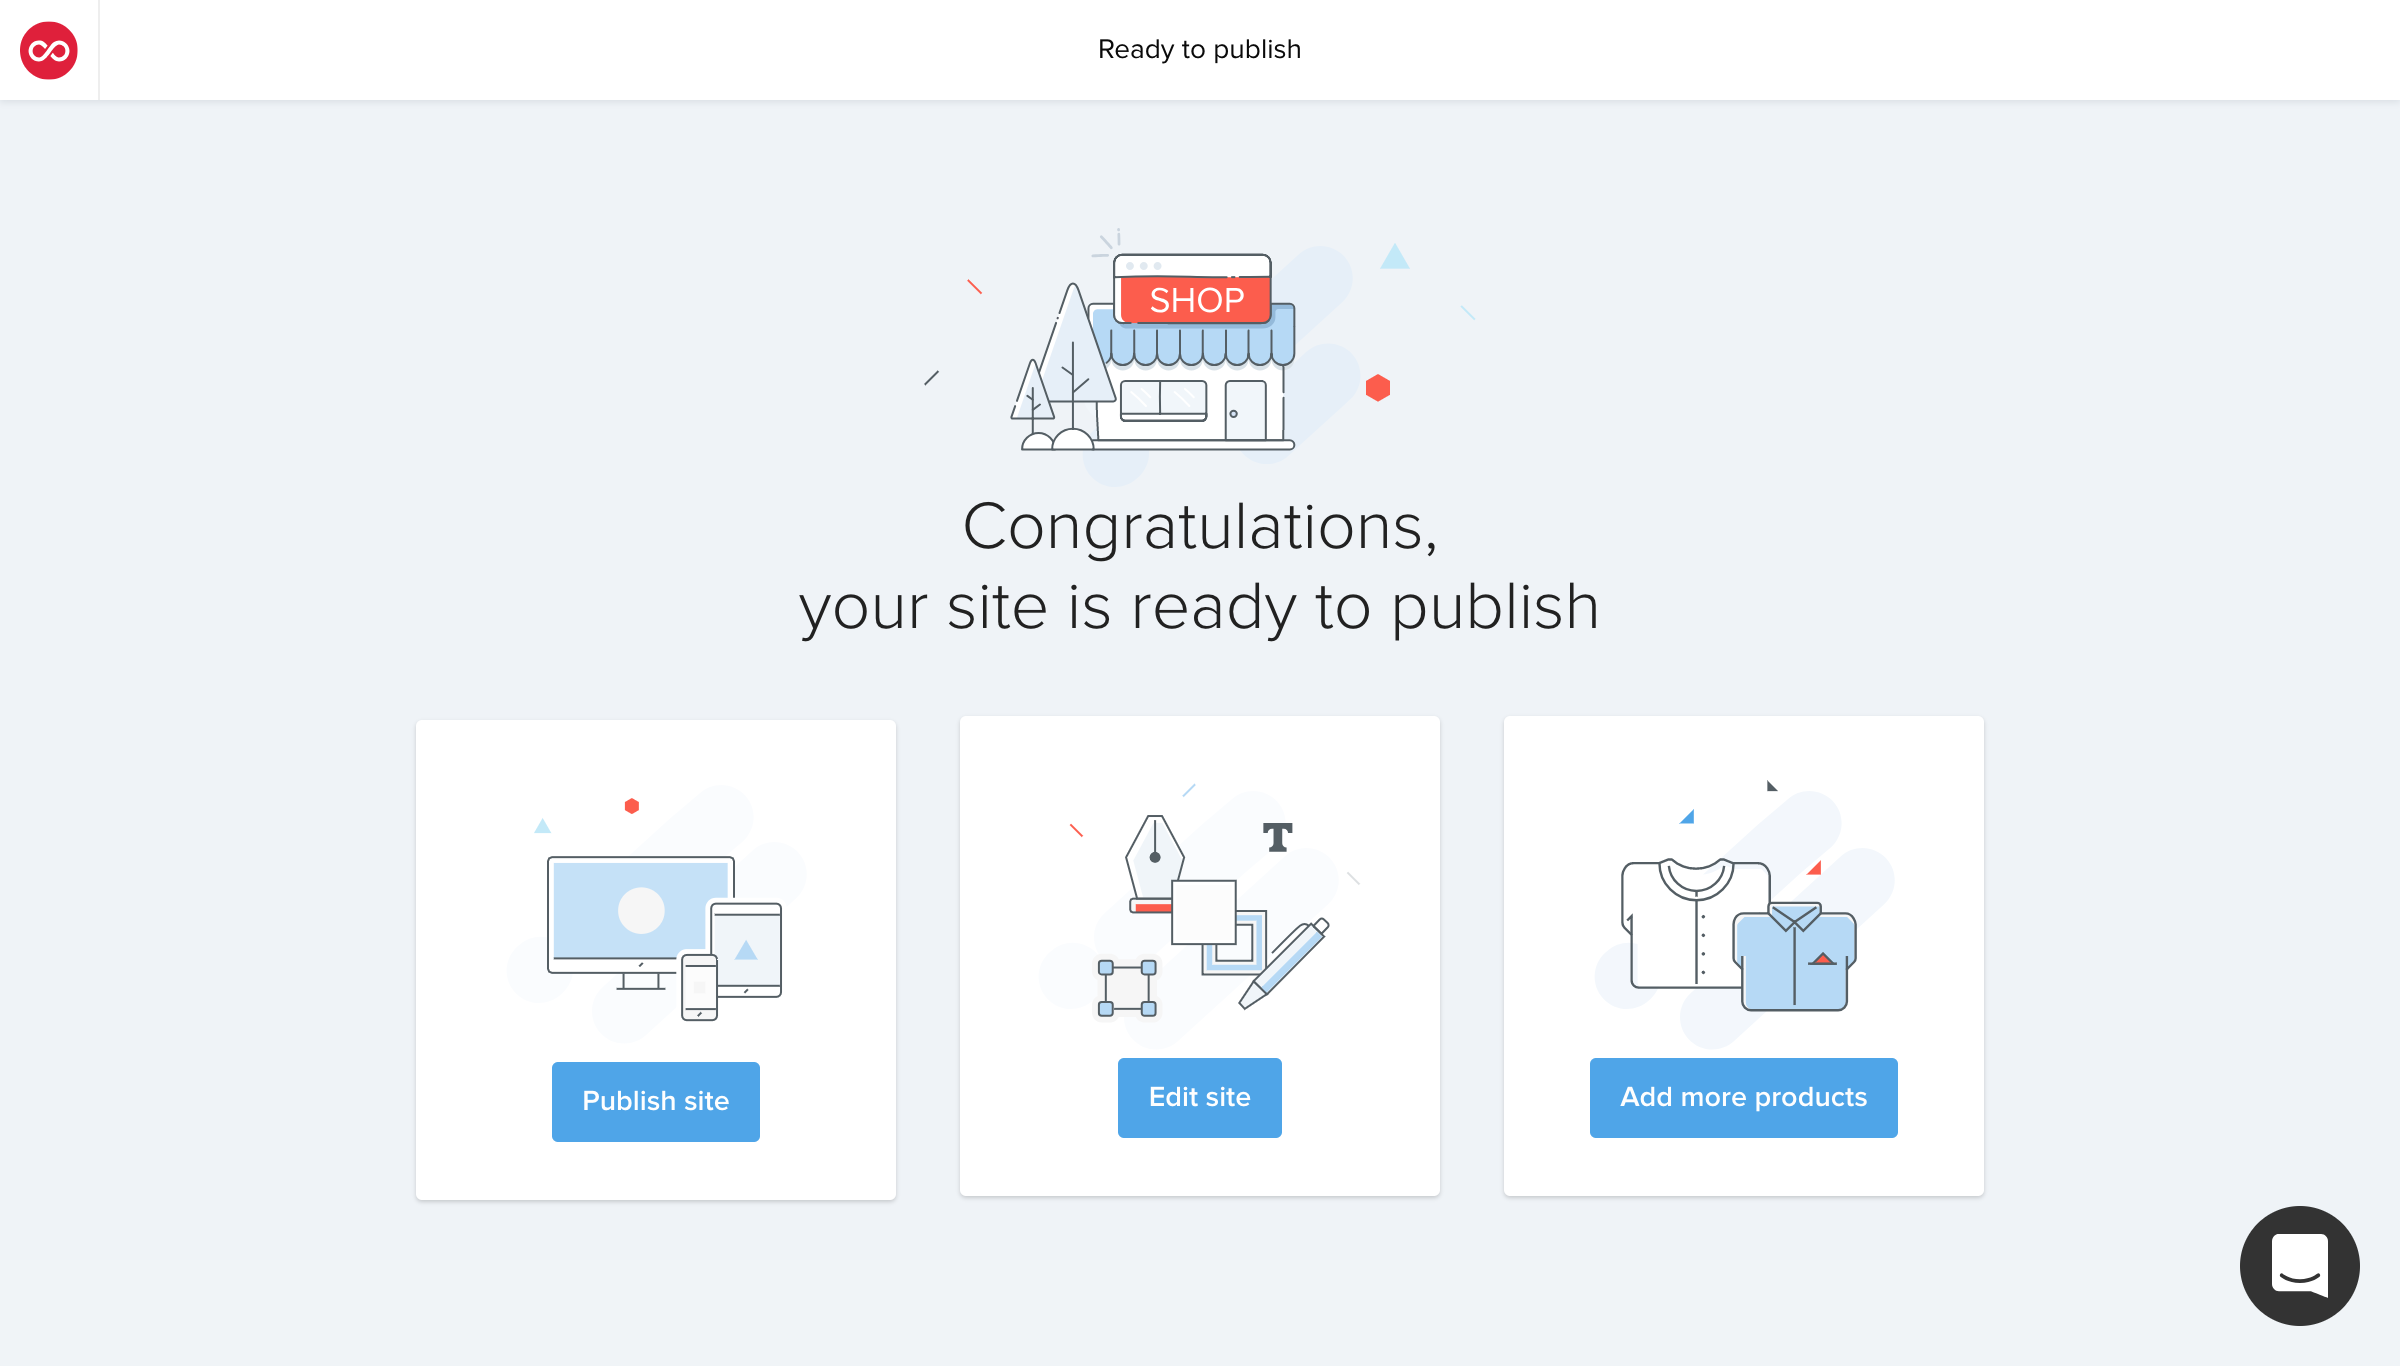 Ready to publish
SHOP
Congratulations,
your site is ready to publish
T
Publish site
Edit site
Add more products